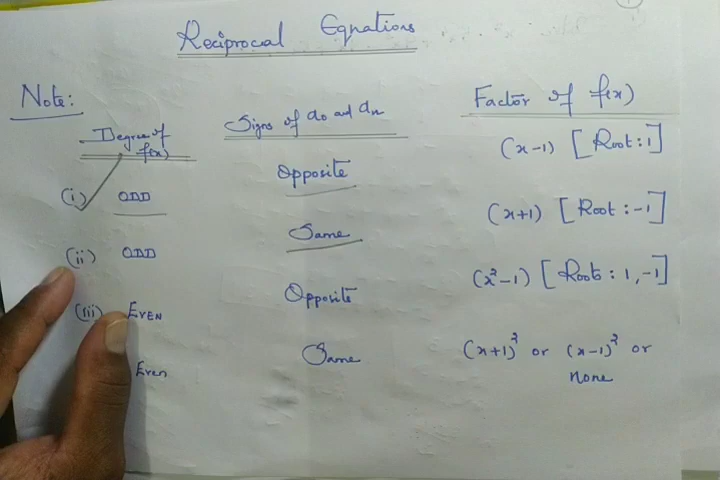 Reciprocal Equations
Note:
Degree of f(x) Signs of a0 and an Factor of f(x)
(i) ODD Opposite (x-1) [Root:1]
(ii) ODD Same (x+1) [Root:-1]
(iii) EVEN Opposite (x²-1) [Roots: 1,-1]
Even Same (x+1)² or (x-1)² or
none